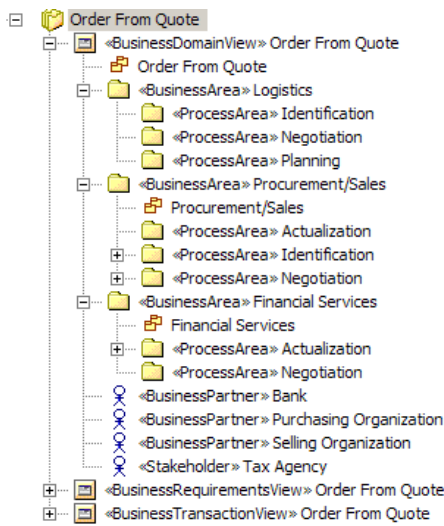 Order From Quote
«BusinessDomainView» Order From Quote
Order From Quote
«BusinessArea» Logistics
«ProcessArea» Identification
«ProcessArea» Negotiation
«ProcessArea» Planning
«BusinessArea» Procurement/Sales
Procurement/Sales
«ProcessArea» Actualization
«ProcessArea» Identification
«ProcessArea» Negotiation
«BusinessArea» Financial Services
Financial Services
«ProcessArea» Actualization
«ProcessArea» Negotiation
«BusinessPartner» Bank
«BusinessPartner» Purchasing Organization
«BusinessPartner» Selling Organization
«Stakeholder» Tax Agency
«BusinessRequirementsView» Order From Quote
«BusinessTransactionView» Order From Quote